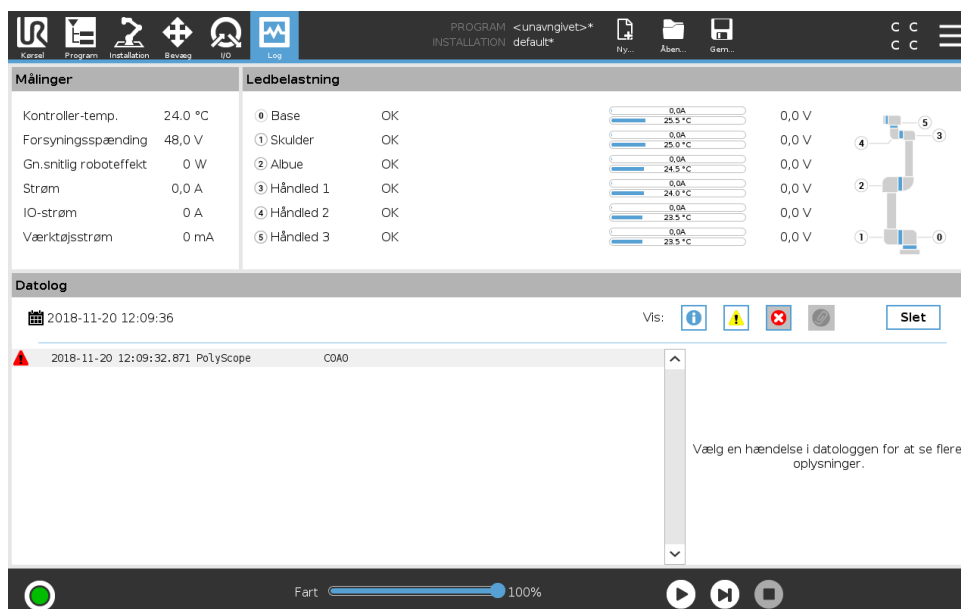 UR
PROGRAM <unavngivet>*
INSTALLATION default*
C C
C C
Kørsel Program Installation Bevæg I/O Log Ny... Åben... Gem...
Målinger
Ledbelastning
Kontroller-temp. 24.0 °C
Forsyningsspænding 48,0 V
Gn.snitlig roboteffekt 0 W
Strøm 0,0 A
IO-strøm 0 A
Værktøjsstrøm 0 mA
0 Base OK 0,0A 25.5 °C 0,0 V
1 Skulder OK 0,0A 25.0 °C 0,0 V
2 Albue OK 0,0A 24.5 °C 0,0 V
3 Håndled 1 OK 0,0A 24.0 °C 0,0 V
4 Håndled 2 OK 0,0A 23.5 °C 0,0 V
5 Håndled 3 OK 0,0A 23.5 °C 0,0 V
5
4 3
2
1 0
Datolog
2018-11-20 12:09:36
Vis:
Slet
2018-11-20 12:09:32.871 PolyScope C0A0
Vælg en hændelse i datologgen for at se flere
oplysninger.
Fart 100%